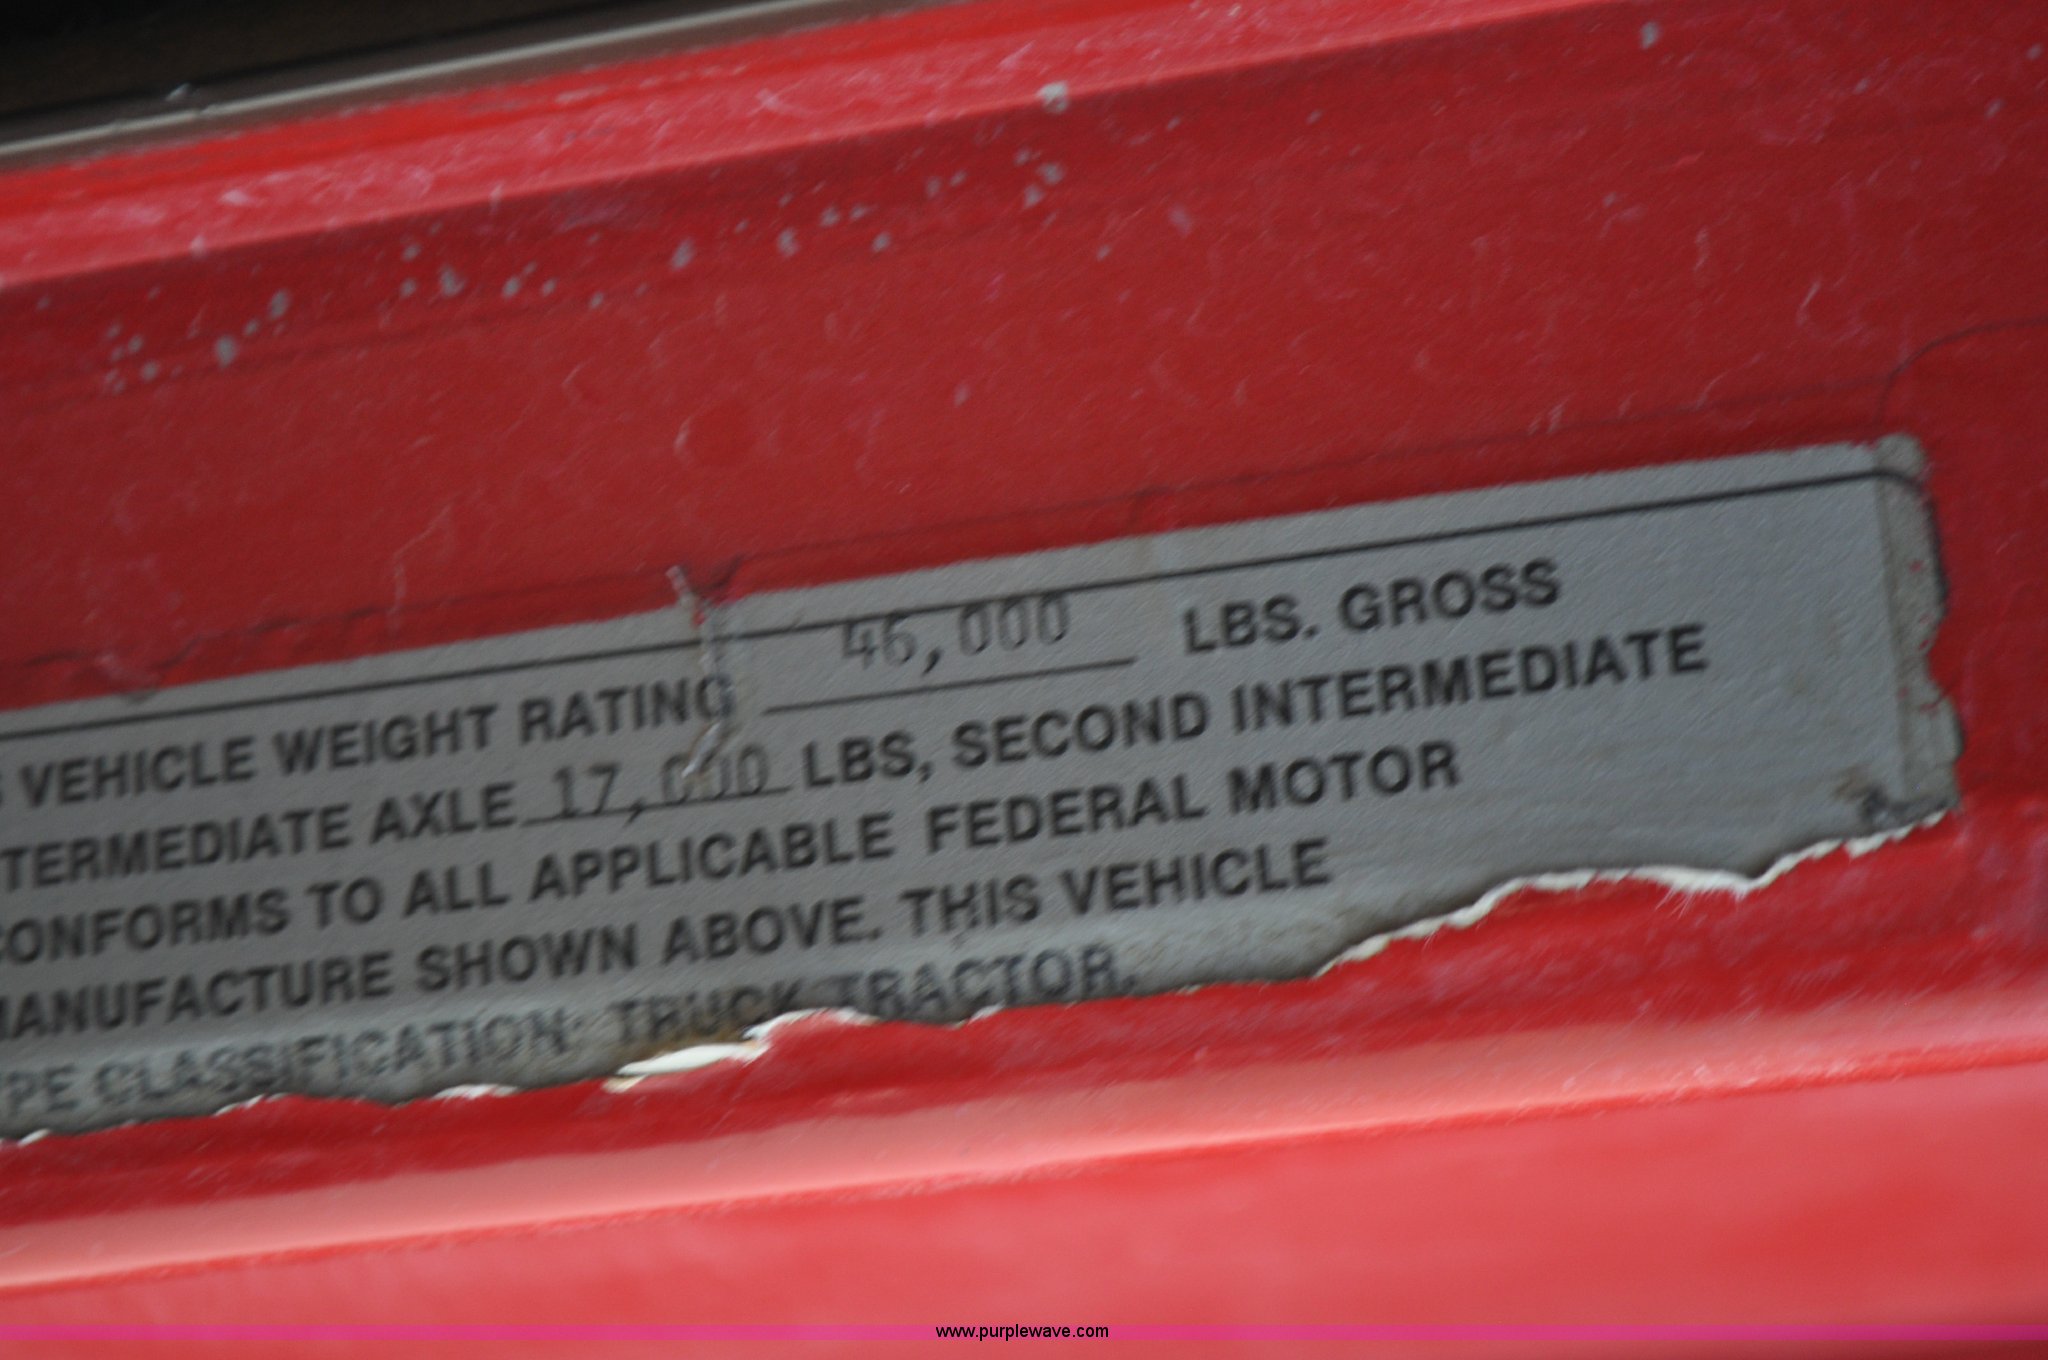 VEHICLE WEIGHT RATING 46,000 LBS. GROSS
TERMEDIATE AXLE 17,000 LBS, SECOND INTERMEDIATE
CONFORMS TO ALL APPLICABLE FEDERAL MOTOR
MANUFACTURE SHOWN ABOVE. THIS VEHICLE
PE CLASSIFICATION: TRUCK TRACTOR.
www.purplewave.com